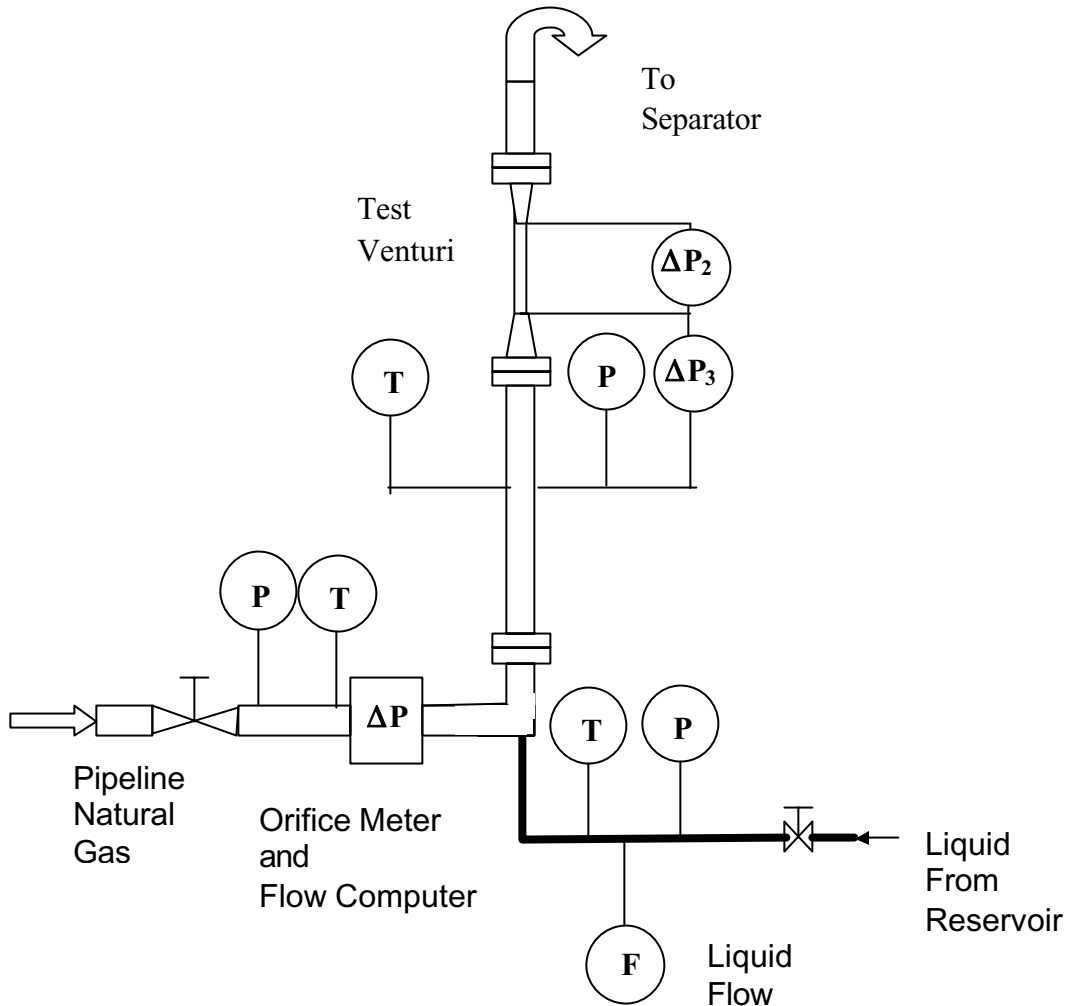 To
Separator
Test
Venturi
ΔP₂
T
P
ΔP₃
P
T
ΔP
T
P
Pipeline
Natural
Gas
Orifice Meter
and
Flow Computer
Liquid
From
Reservoir
F
Liquid
Flow